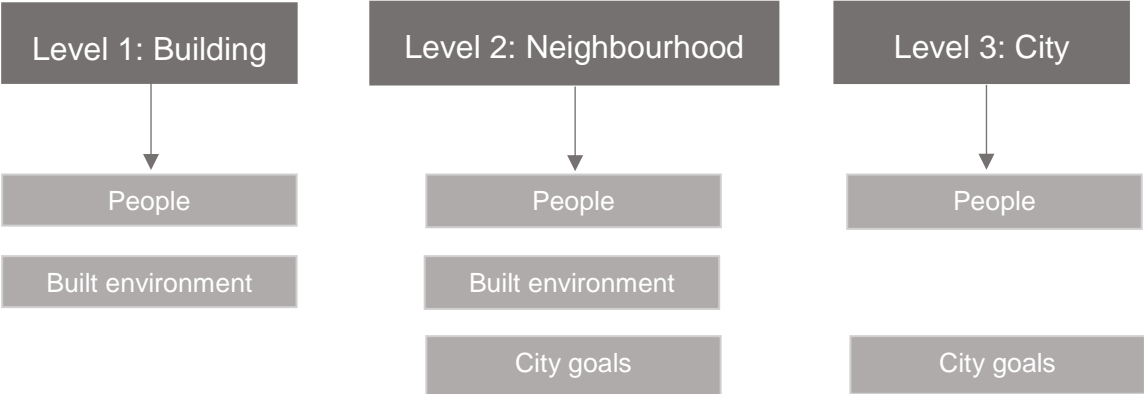 Level 1: Building
Level 2: Neighbourhood
Level 3: City
People
People
People
Built environment
Built environment
City goals
City goals